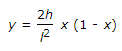 y = 2h/l² x (1 - x)